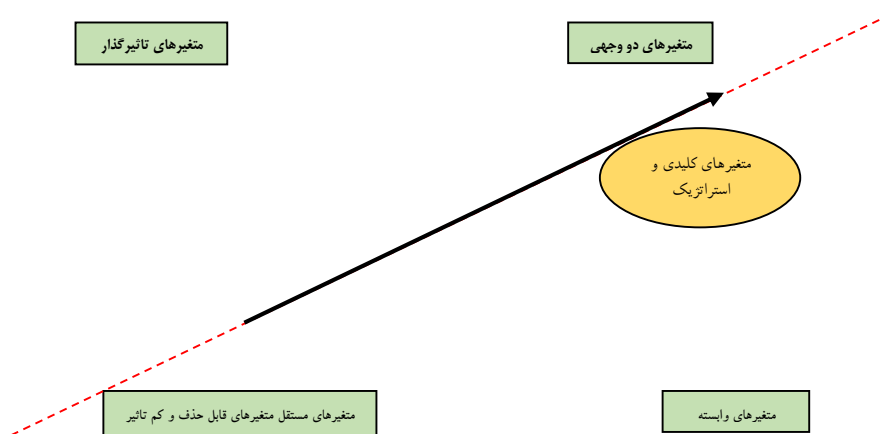 متغیرهای دو وجهی
متغیرهای تاثیرگذار
متغیرهای کلیدی و
استراتژیک
متغیرهای وابسته
متغیرهای مستقل متغیرهای قابل حذف و کم تاثیر